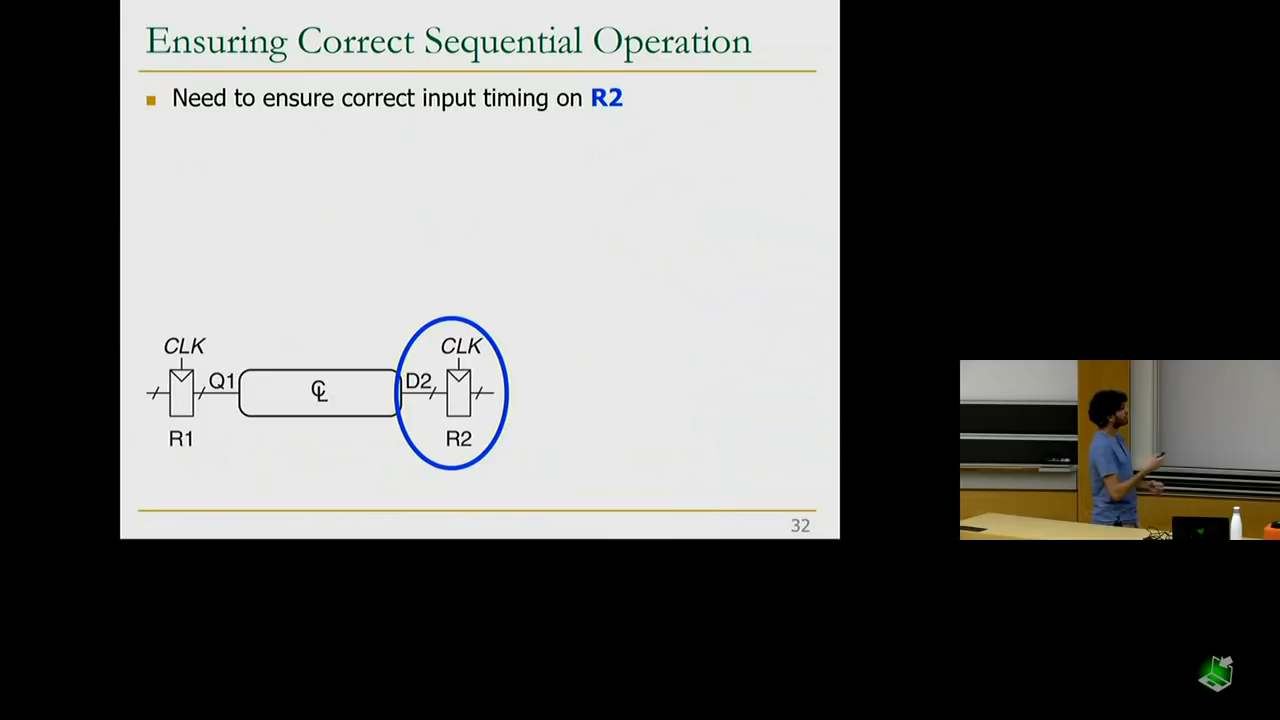 Ensuring Correct Sequential Operation
Need to ensure correct input timing on R2
CLK CLK
Q1 CL D2
R1 R2
32